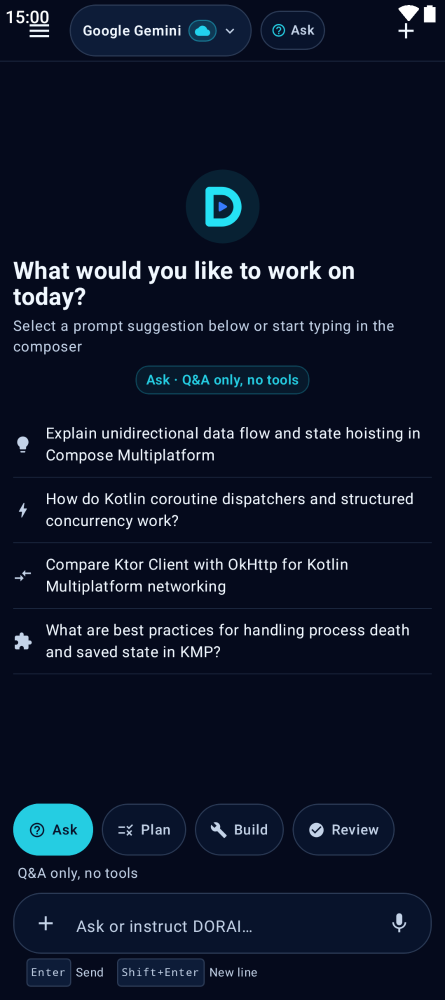 15:00
Google Gemini
Ask
What would you like to work on
today?
Select a prompt suggestion below or start typing in the
composer
Ask · Q&A only, no tools
Explain unidirectional data flow and state hoisting in
Compose Multiplatform
How do Kotlin coroutine dispatchers and structured
concurrency work?
Compare Ktor Client with OkHttp for Kotlin
Multiplatform networking
What are best practices for handling process death
and saved state in KMP?
Ask
Plan
Build
Review
Q&A only, no tools
Ask or instruct DORAI…
Enter Send Shift+Enter New line